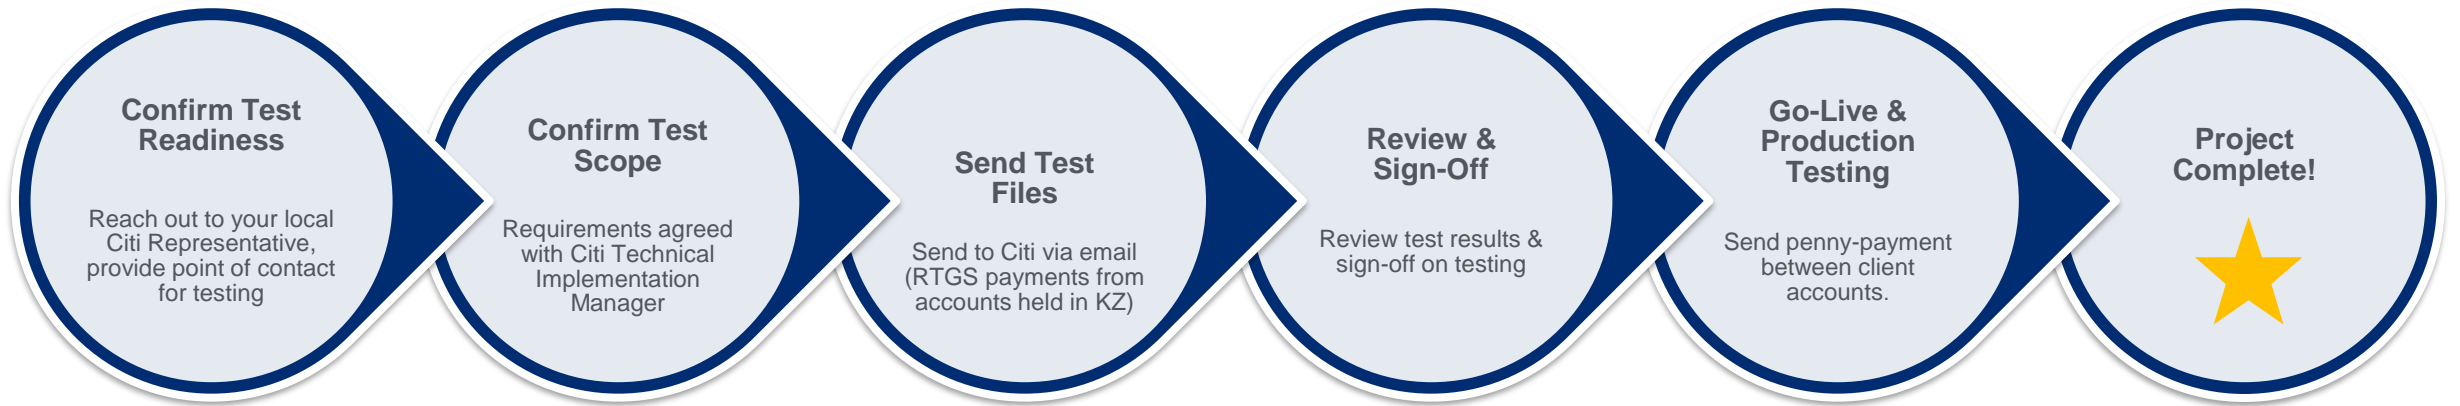 Confirm Test
Readiness
Reach out to your local
Citi Representative,
provide point of contact
for testing
Confirm Test
Scope
Requirements agreed
with Citi Technical
Implementation
Manager
Send Test
Files
Send to Citi via email
(RTGS payments from
accounts held in KZ)
Review &
Sign-Off
Review test results &
sign-off on testing
Go-Live &
Production
Testing
Send penny-payment
between client
accounts.
Project
Complete!